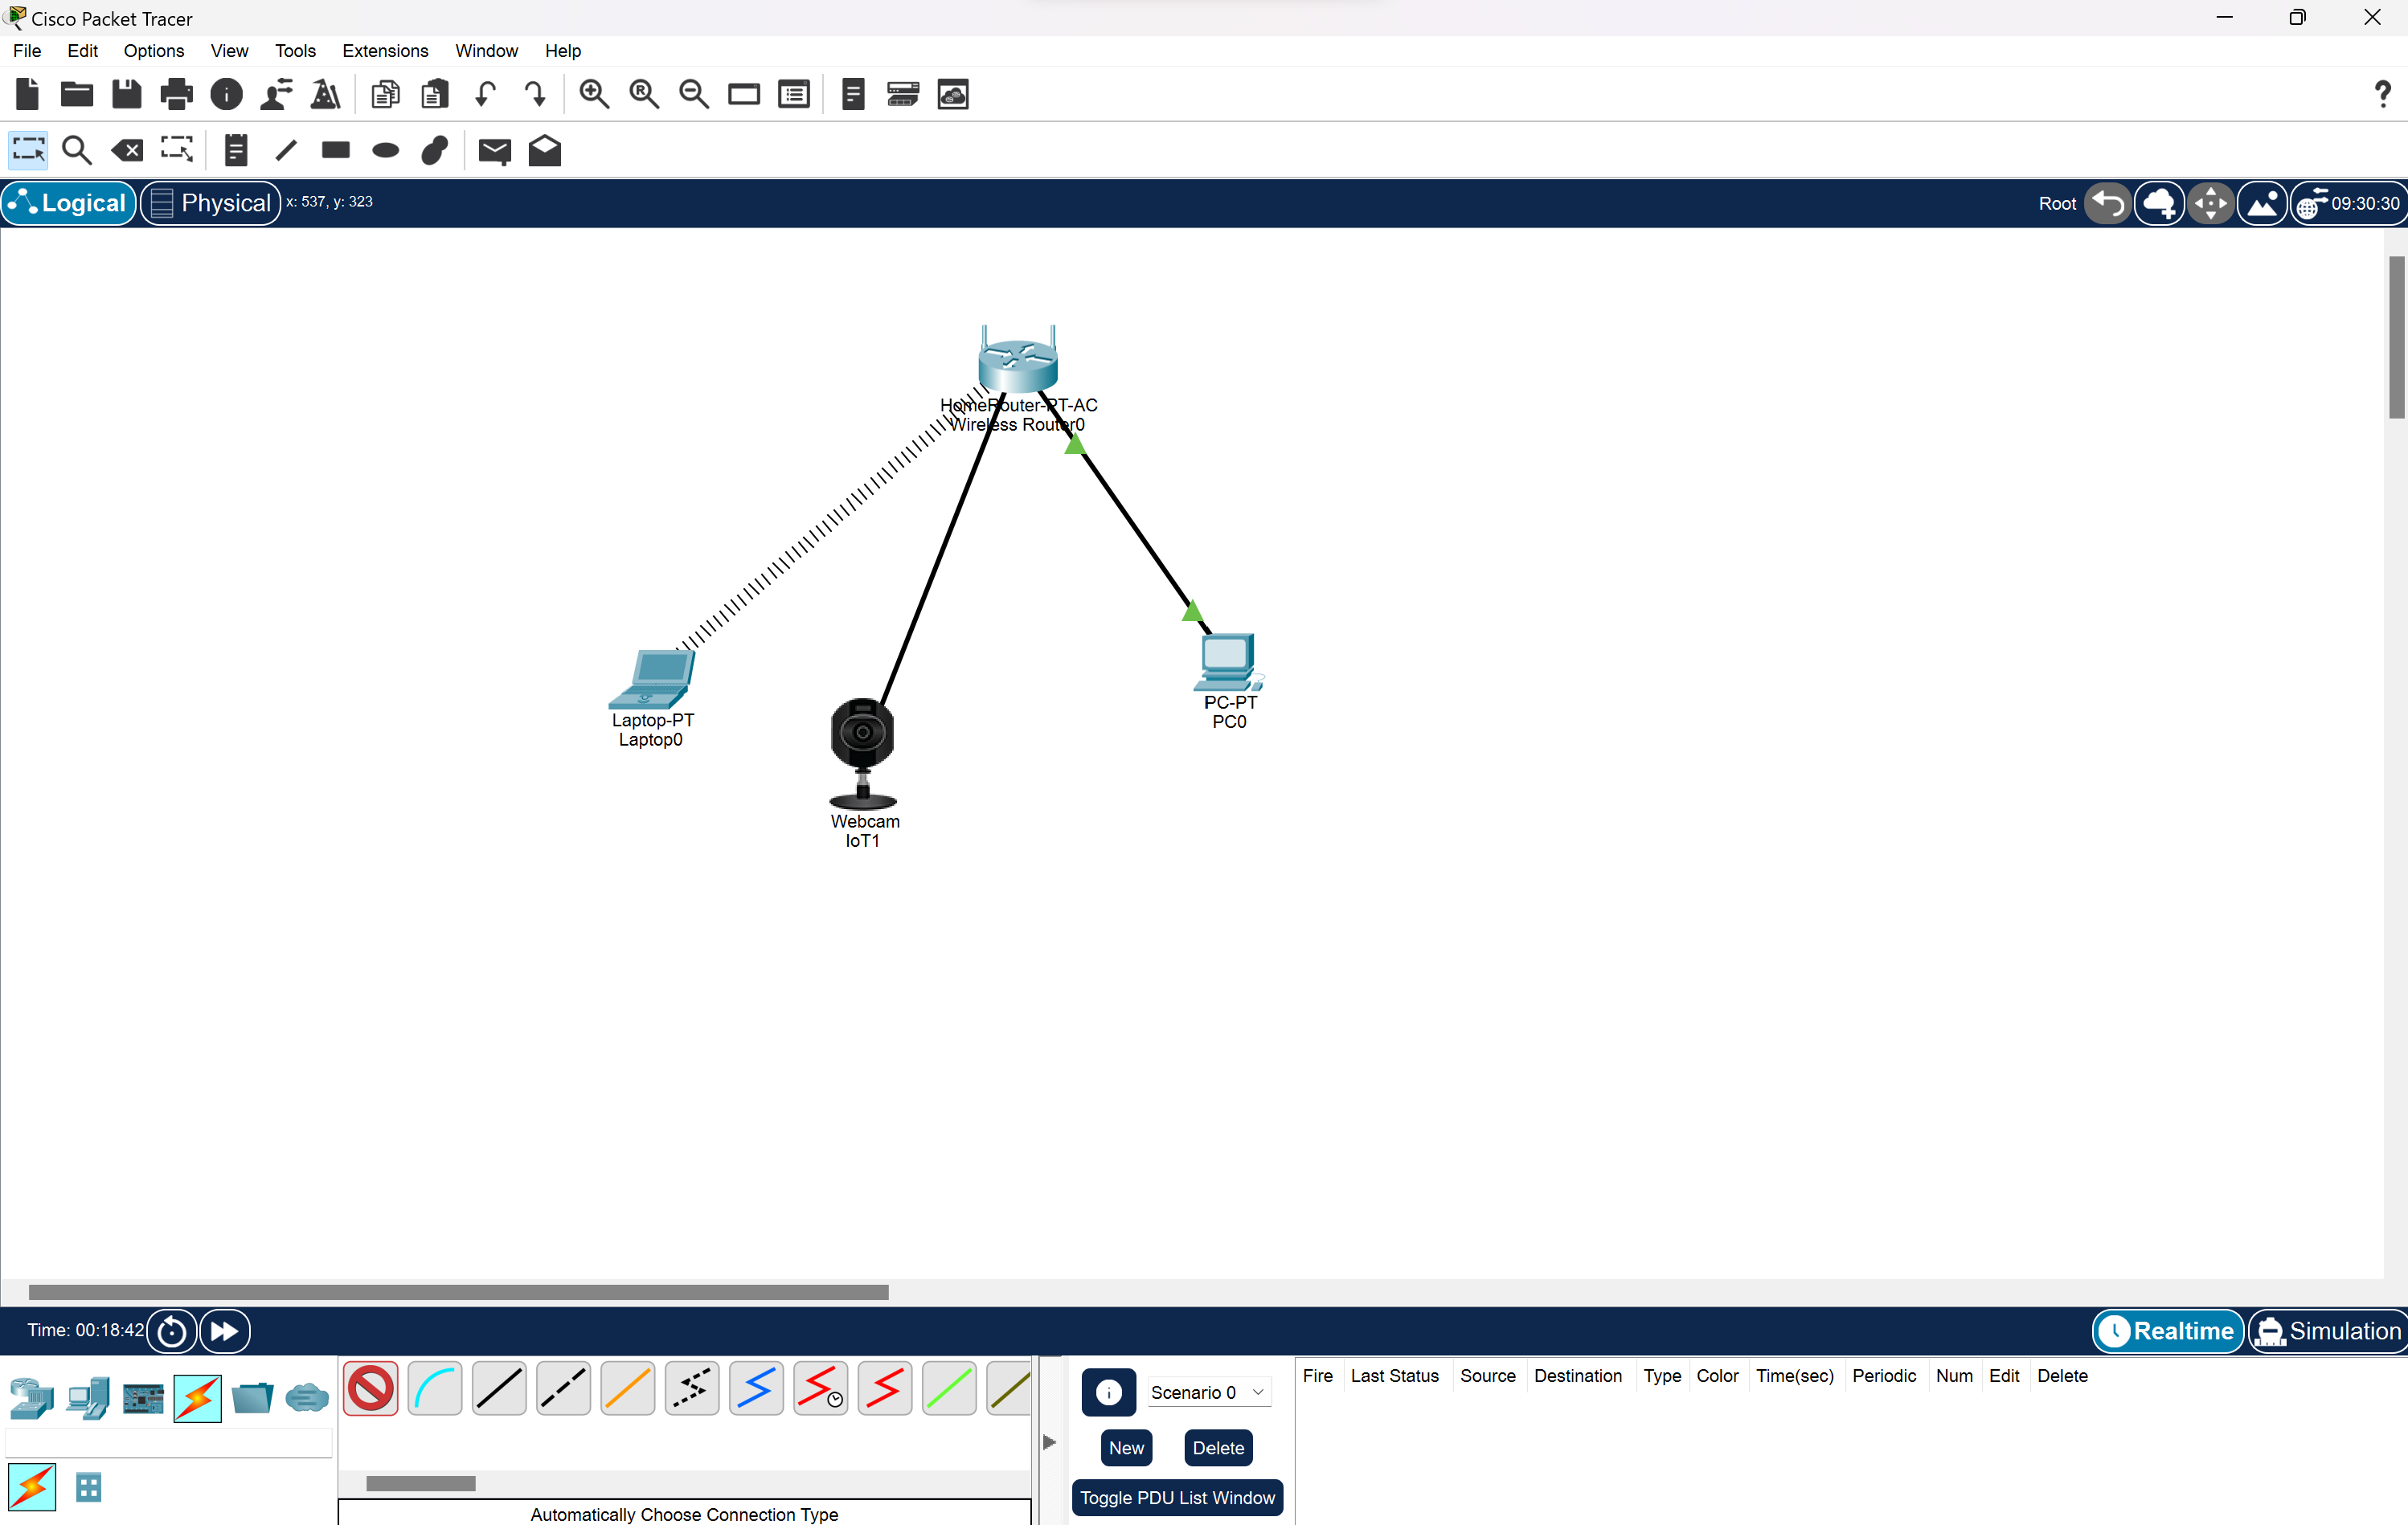 Cisco Packet Tracer
File Edit Options View Tools Extensions Window Help
Logical Physical x: 537, y: 323 Root 09:30:30
HomeRouter-PT-AC
Wireless Router0
Laptop-PT
Laptop0
PC-PT
PC0
Webcam
IoT1
Time: 00:18:42 Realtime Simulation
Scenario 0
New Delete
Toggle PDU List Window
Fire Last Status Source Destination Type Color Time(sec) Periodic Num Edit Delete
Automatically Choose Connection Type